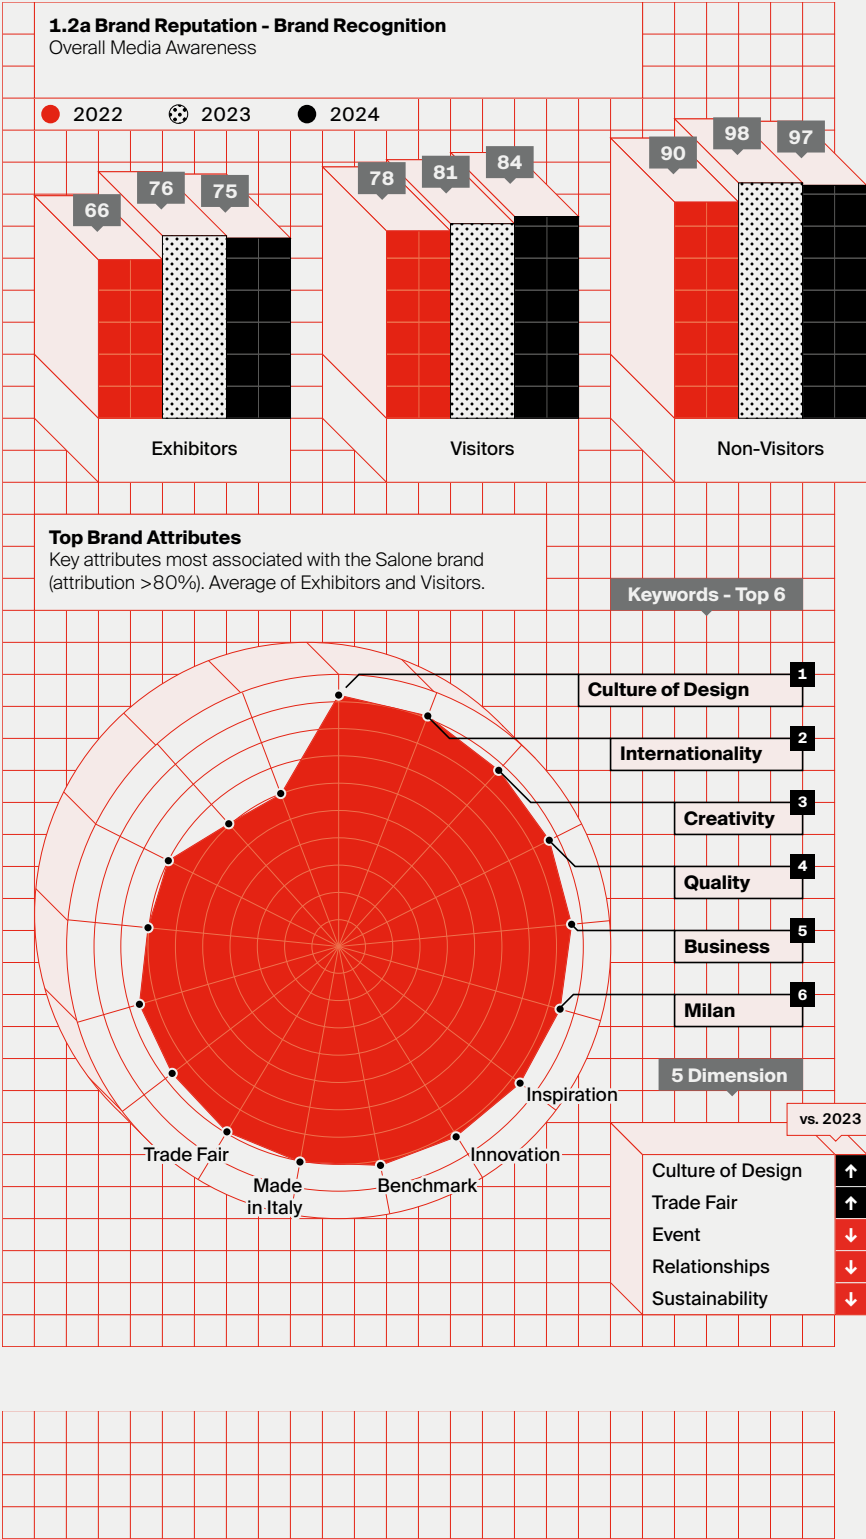 1.2a Brand Reputation - Brand Recognition
Overall Media Awareness
2022
2023
2024
66
76
75
78
81
84
90
98
97
Exhibitors
Visitors
Non-Visitors
Top Brand Attributes
Key attributes most associated with the Salone brand
(attribution >80%). Average of Exhibitors and Visitors.
Keywords - Top 6
1
Culture of Design
2
Internationality
3
Creativity
4
Quality
5
Business
6
Milan
Inspiration
Innovation
Benchmark
Made
in Italy
Trade Fair
5 Dimension
vs. 2023
Culture of Design ↑
Trade Fair ↑
Event ↓
Relationships ↓
Sustainability ↓